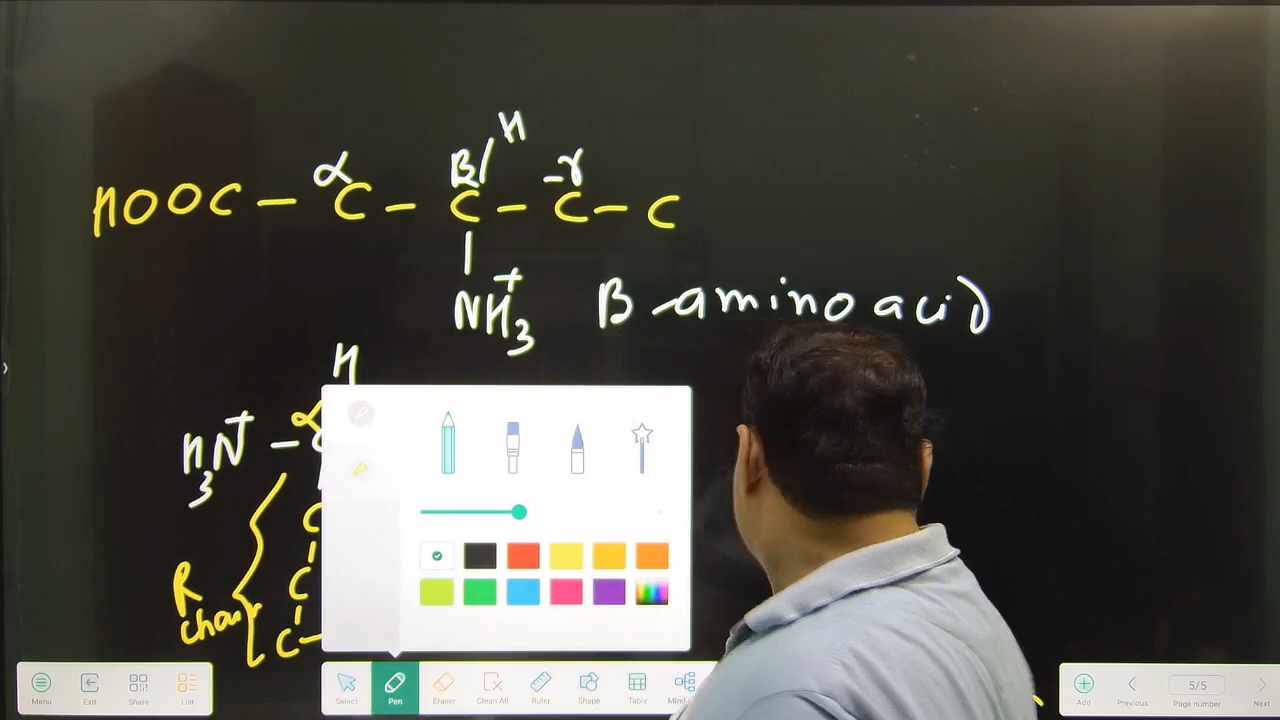 H
α B/ -γ
HOOC - C - C - C - C
|
NH3+ B-amino acid
H
α
H3N+ - C
C
C
R
chain
C-
Select Pen Eraser Clean All Ruler Shape Table
Menu Exit Share List
Add Previous 5/5 Page number Next